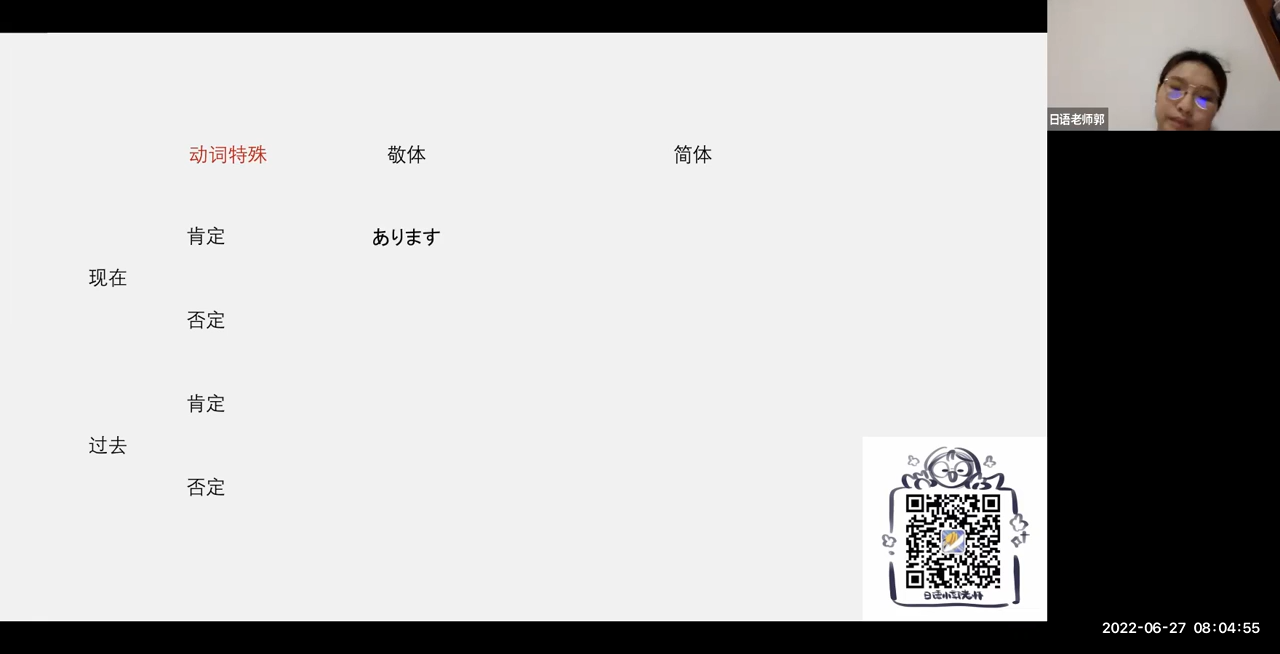 日语老师郭
动词特殊 敬体 简体
肯定 あります
现在
否定
肯定
过去
否定
2022-06-27 08:04:55